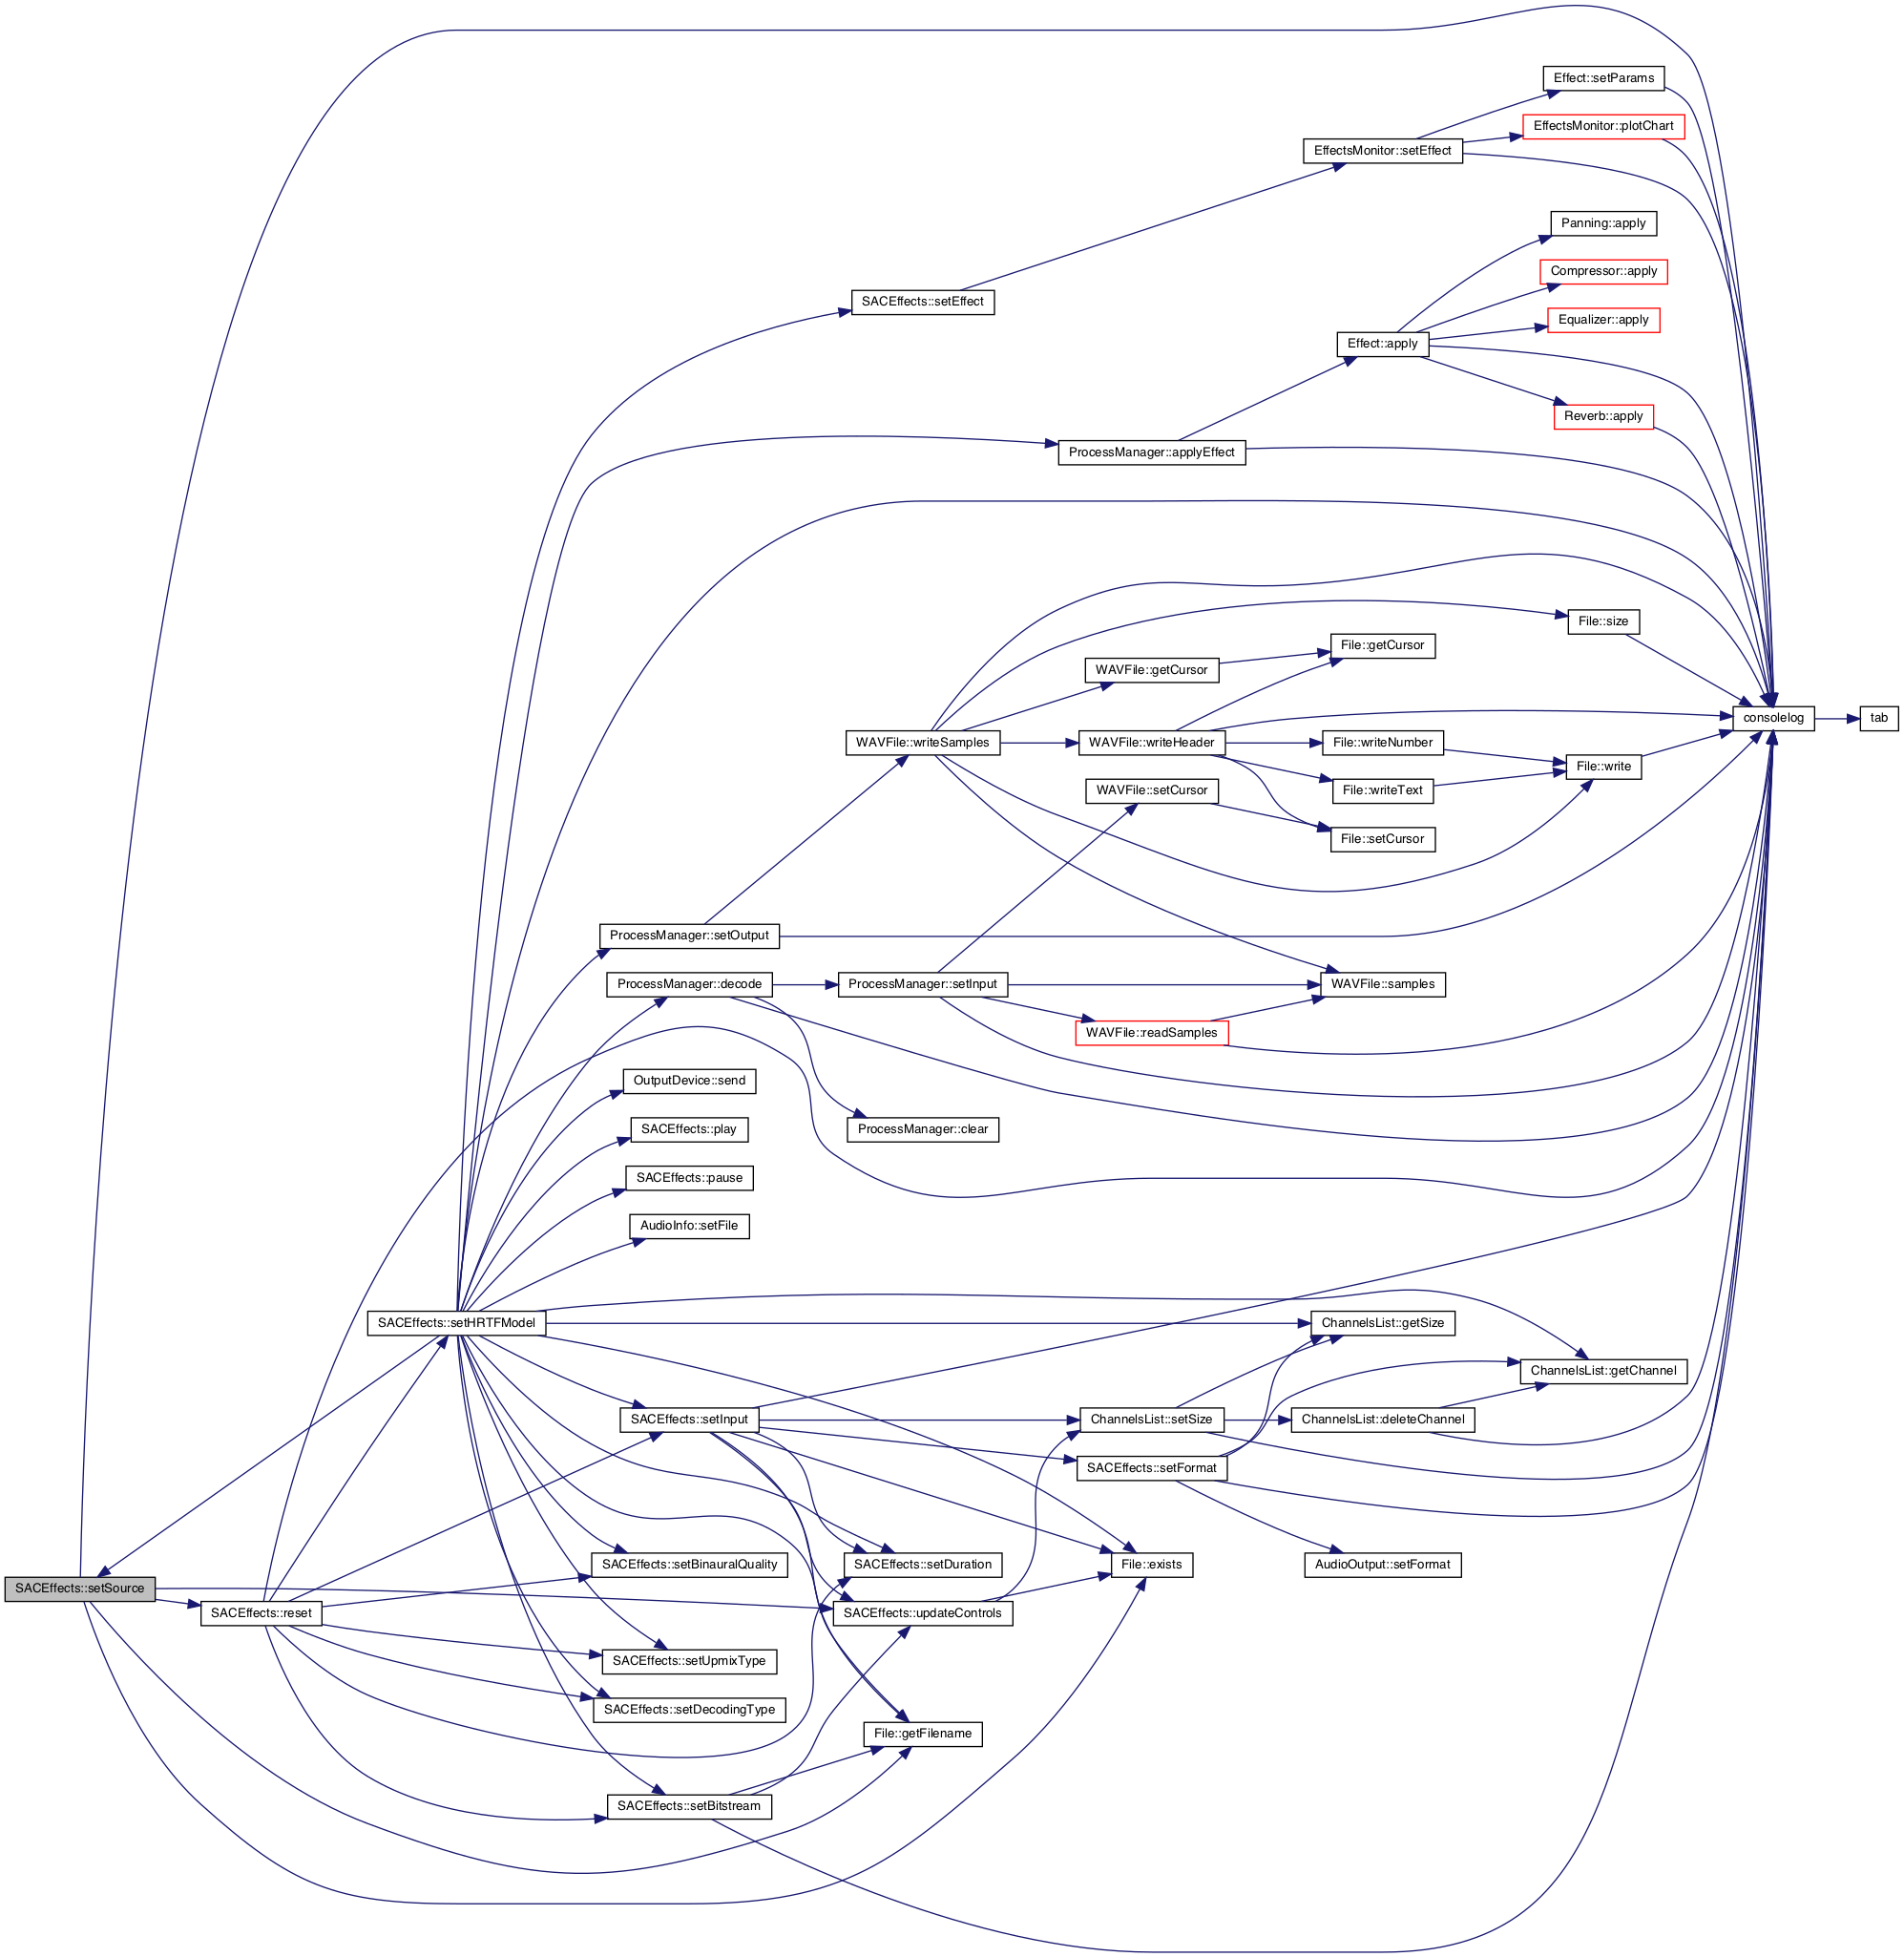 Effect::setParams
EffectsMonitor::plotChart
EffectsMonitor::setEffect
Panning::apply
Compressor::apply
SACEffects::setEffect
Equalizer::apply
Effect::apply
Reverb::apply
ProcessManager::applyEffect
File::size
File::getCursor
WAVFile::getCursor
consolelog
tab
WAVFile::writeSamples
WAVFile::writeHeader
File::writeNumber
File::write
WAVFile::setCursor
File::writeText
File::setCursor
ProcessManager::setOutput
ProcessManager::decode
ProcessManager::setInput
WAVFile::samples
WAVFile::readSamples
OutputDevice::send
SACEffects::play
ProcessManager::clear
SACEffects::pause
AudioInfo::setFile
SACEffects::setHRTFModel
ChannelsList::getSize
ChannelsList::getChannel
SACEffects::setInput
ChannelsList::setSize
ChannelsList::deleteChannel
SACEffects::setFormat
SACEffects::setBinauralQuality
SACEffects::setDuration
File::exists
AudioOutput::setFormat
SACEffects::setSource
SACEffects::reset
SACEffects::updateControls
SACEffects::setUpmixType
SACEffects::setDecodingType
File::getFilename
SACEffects::setBitstream